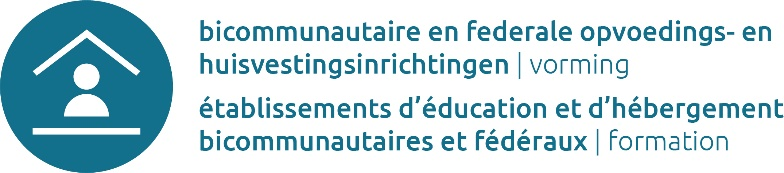 bicommunautaire en federale opvoedings- en
huisvestingsinrichtingen | vorming
établissements d'éducation et d'hébergement
bicommunautaires et fédéraux | formation